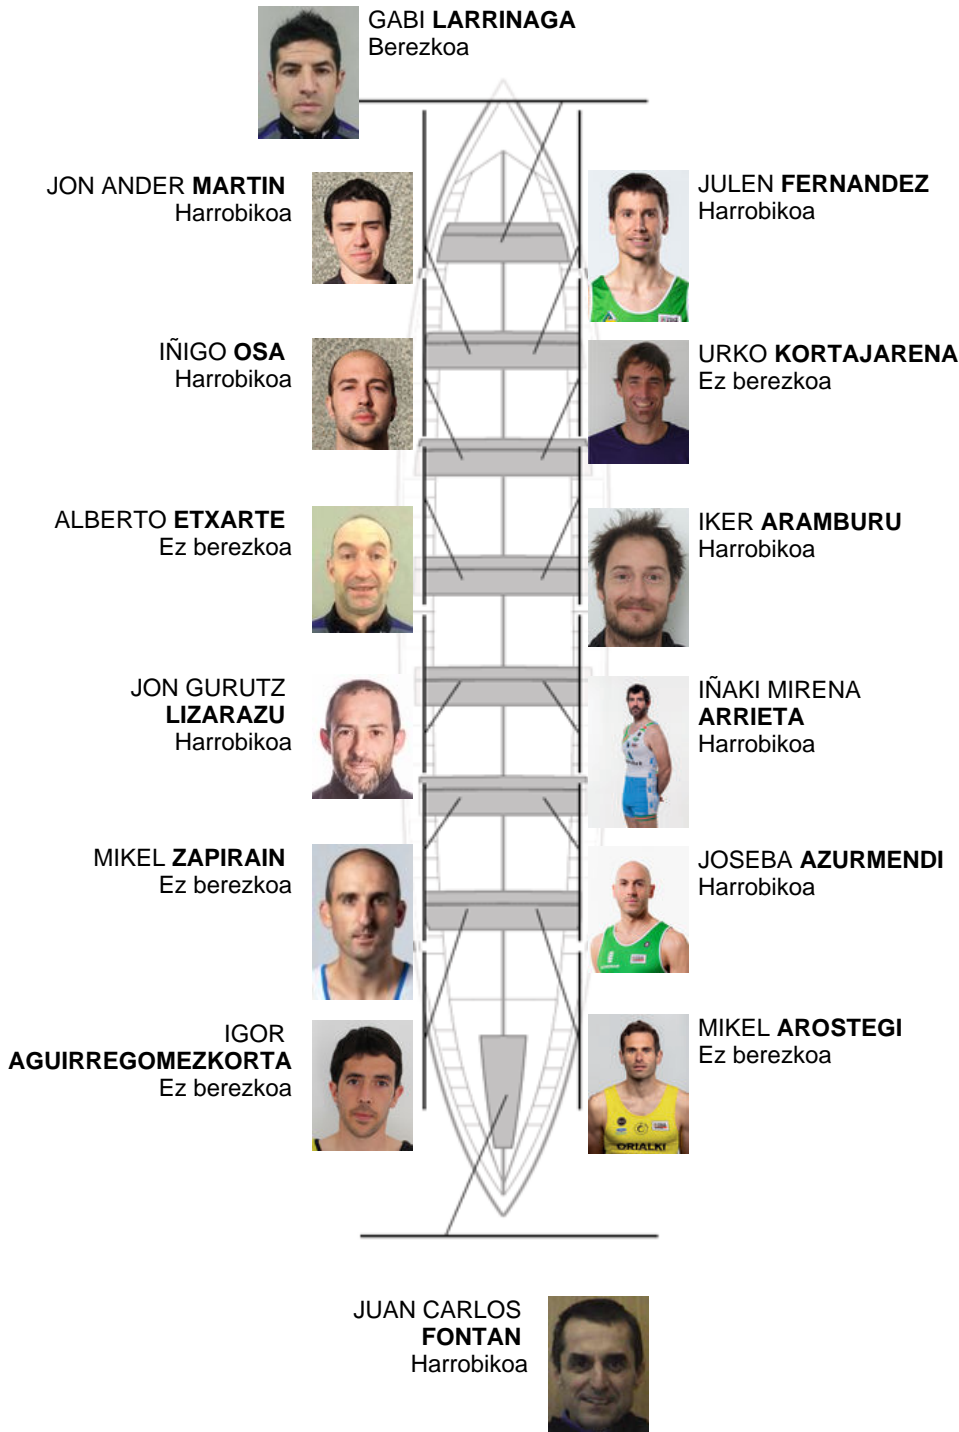 GABI LARRINAGA
Berezkoa
JON ANDER MARTIN
Harrobikoa
JULEN FERNANDEZ
Harrobikoa
IÑIGO OSA
Harrobikoa
URKO KORTAJARENA
Ez berezkoa
ALBERTO ETXARTE
Ez berezkoa
IKER ARAMBURU
Harrobikoa
JON GURUTZ
LIZARAZU
Harrobikoa
IÑAKI MIRENA
ARRIETA
Harrobikoa
MIKEL ZAPIRAIN
Ez berezkoa
JOSEBA AZURMENDI
Harrobikoa
IGOR
AGUIRREGOMEZKORTA
Ez berezkoa
MIKEL AROSTEGI
Ez berezkoa
ORIALKI
JUAN CARLOS
FONTAN
Harrobikoa